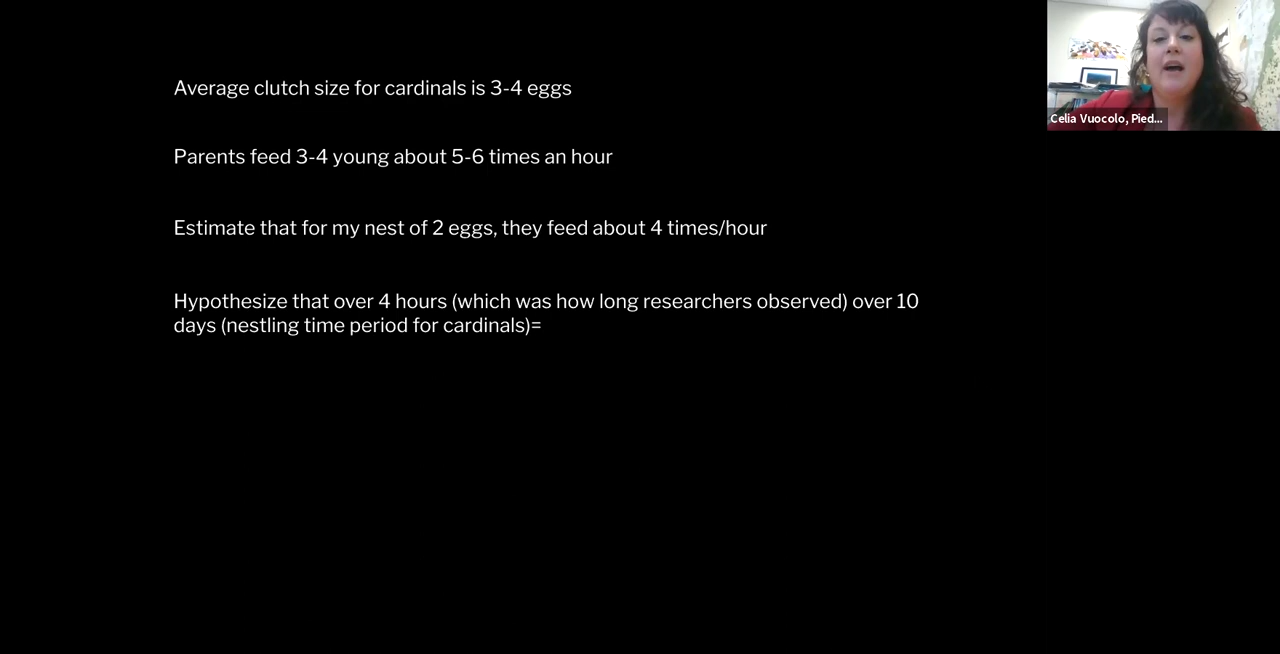 Average clutch size for cardinals is 3-4 eggs
Parents feed 3-4 young about 5-6 times an hour
Estimate that for my nest of 2 eggs, they feed about 4 times/hour
Hypothesize that over 4 hours (which was how long researchers observed) over 10
days (nestling time period for cardinals)=
Celia Vuocolo, Pied...